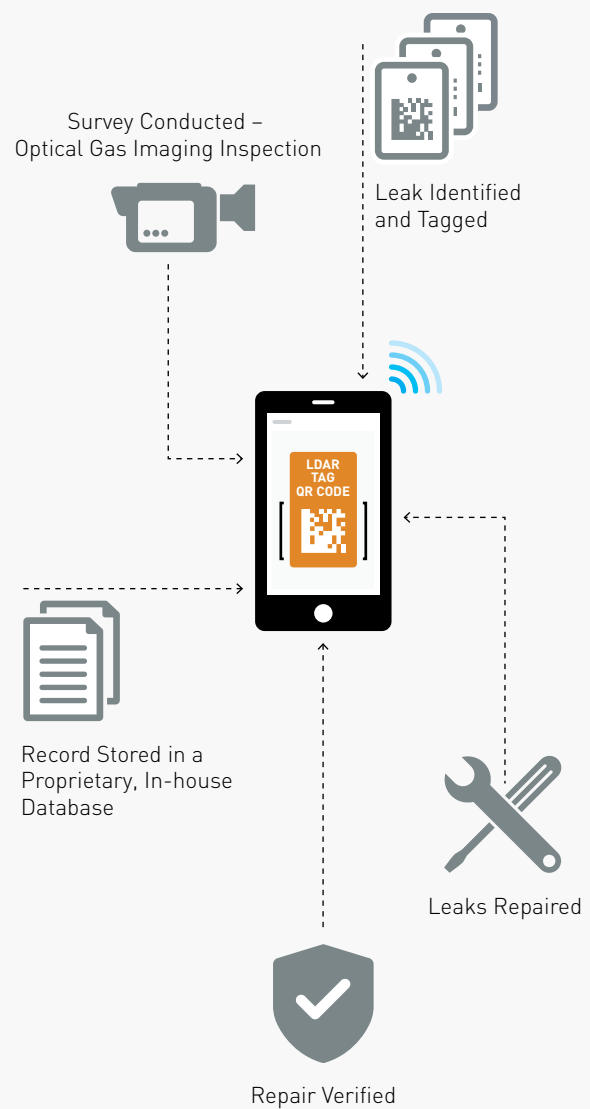 Survey Conducted –
Optical Gas Imaging Inspection
Leak Identified
and Tagged
LDAR
TAG
QR CODE
Record Stored in a
Proprietary, In-house
Database
Leaks Repaired
Repair Verified